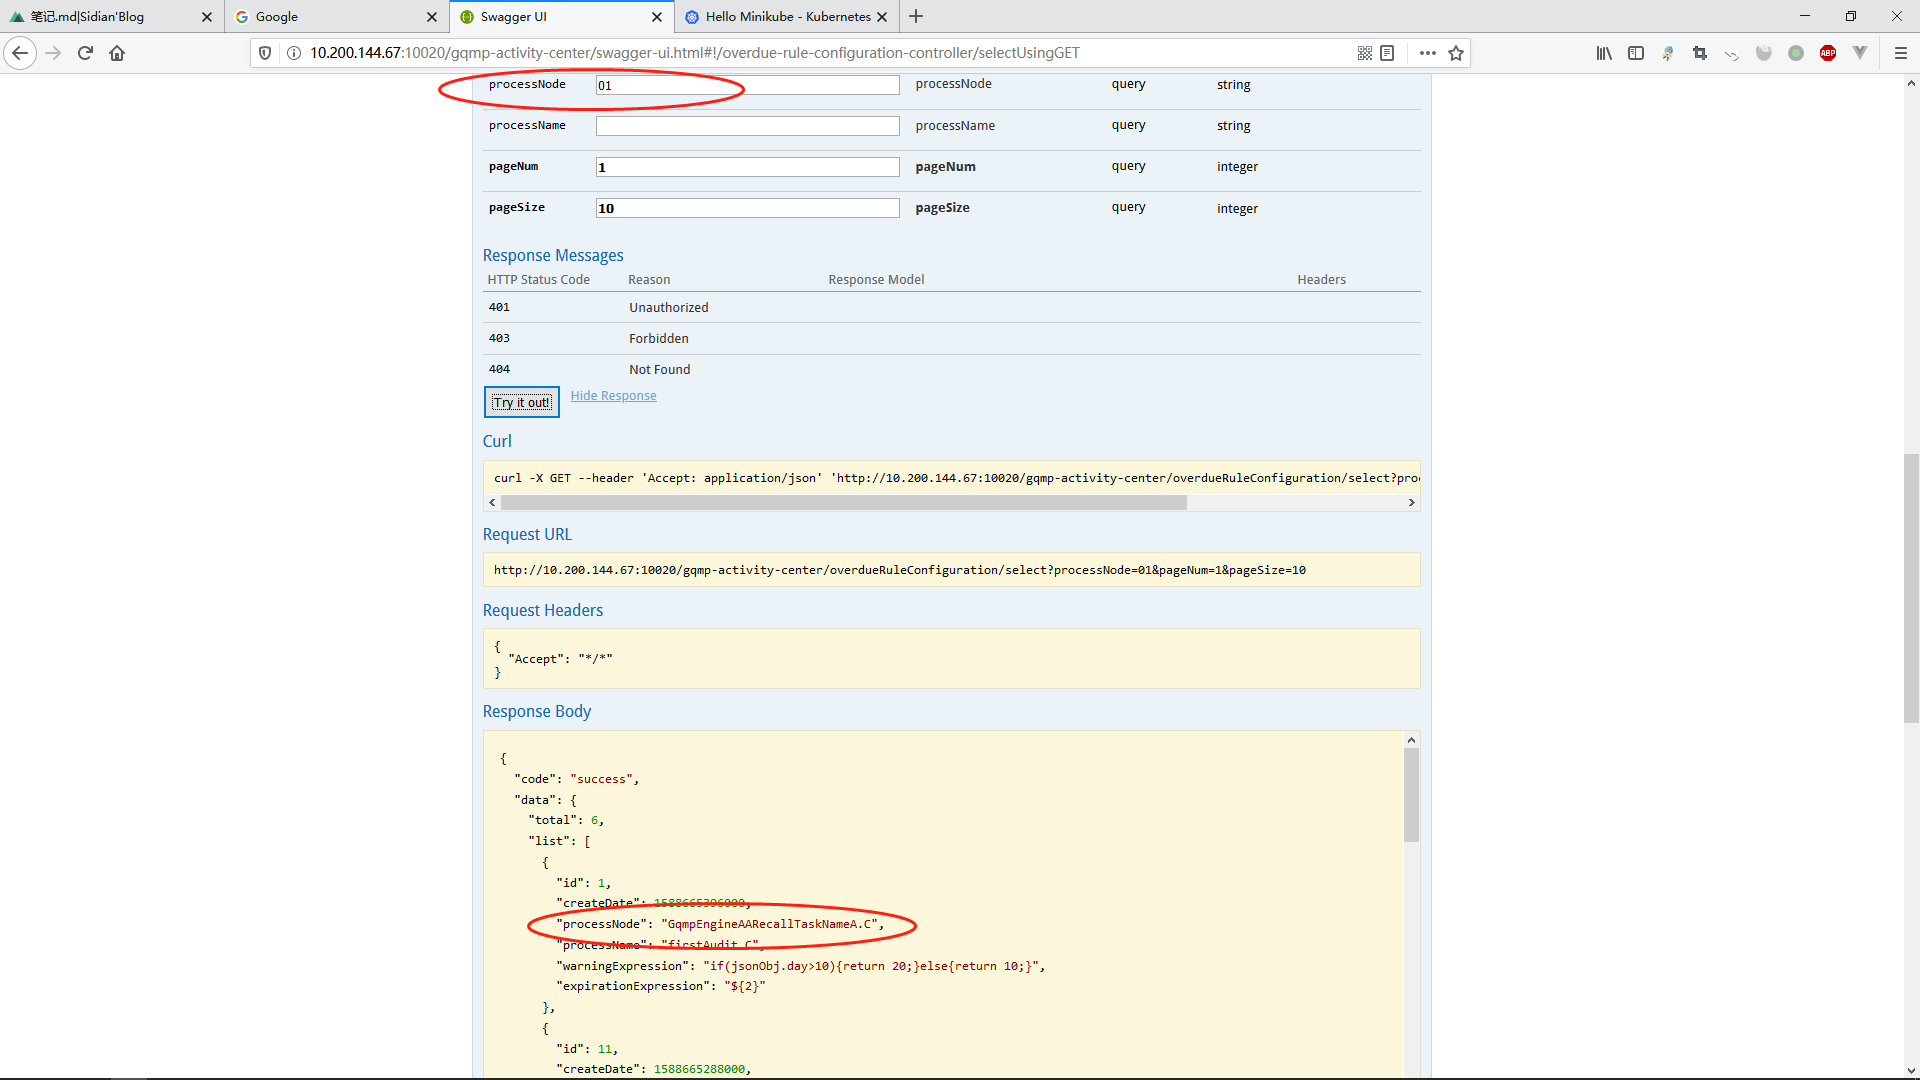 笔记.md|Sidian'Blog
Google
Swagger UI
Hello Minikube - Kubernetes
10.200.144.67:10020/gqmp-activity-center/swagger-ui.html#!/overdue-rule-configuration-controller/selectUsingGET
ABP
processNode 01 processNode query string
processName processName query string
pageNum 1 pageNum query integer
pageSize 10 pageSize query integer
Response Messages
HTTP Status Code Reason Response Model Headers
401 Unauthorized
403 Forbidden
404 Not Found
Try it out! Hide Response
Curl
curl -X GET --header 'Accept: application/json' 'http://10.200.144.67:10020/gqmp-activity-center/overdueRuleConfiguration/select?proc
Request URL
http://10.200.144.67:10020/gqmp-activity-center/overdueRuleConfiguration/select?processNode=01&pageNum=1&pageSize=10
Request Headers
{
"Accept": "*/*"
}
Response Body
{
"code": "success",
"data": {
"total": 6,
"list": [
{
"id": 1,
"createDate": 1588665396000,
"processNode": "GqmpEngineAARecallTaskNameA.C",
"processName": "firstAudit.C",
"warningExpression": "if(jsonObj.day>10){return 20;}else{return 10;}",
"expirationExpression": "${2}"
},
{
"id": 11,
"createDate": 1588665288000,